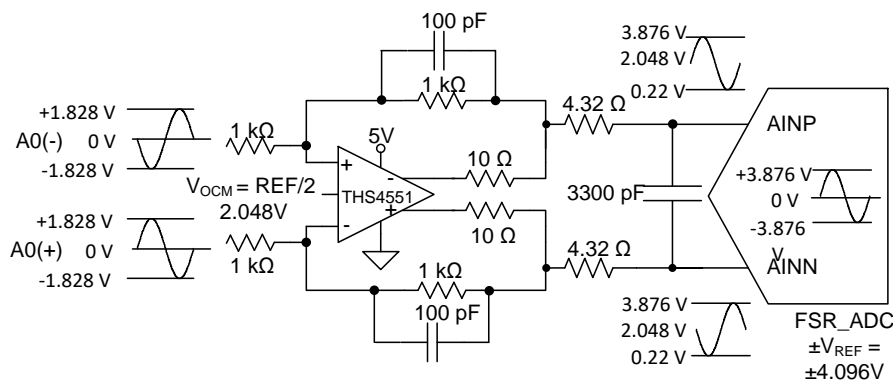 100 pF
3.876 V
2.048 V
0.22 V
1 kΩ
4.32 Ω
+1.828 V
A0(-) 0 V
-1.828 V
1 kΩ
5V
AINP
+
-
10 Ω
+3.876 V
0 V
-3.876
V
VOCM = REF/2
2.048V
THS4551
3300 pF
+1.828 V
A0(+) 0 V
-1.828 V
-
+
10 Ω
1 kΩ
4.32 Ω
AINN
1 kΩ
100 pF
3.876 V
2.048 V
0.22 V
FSR_ADC
±VREF =
±4.096V